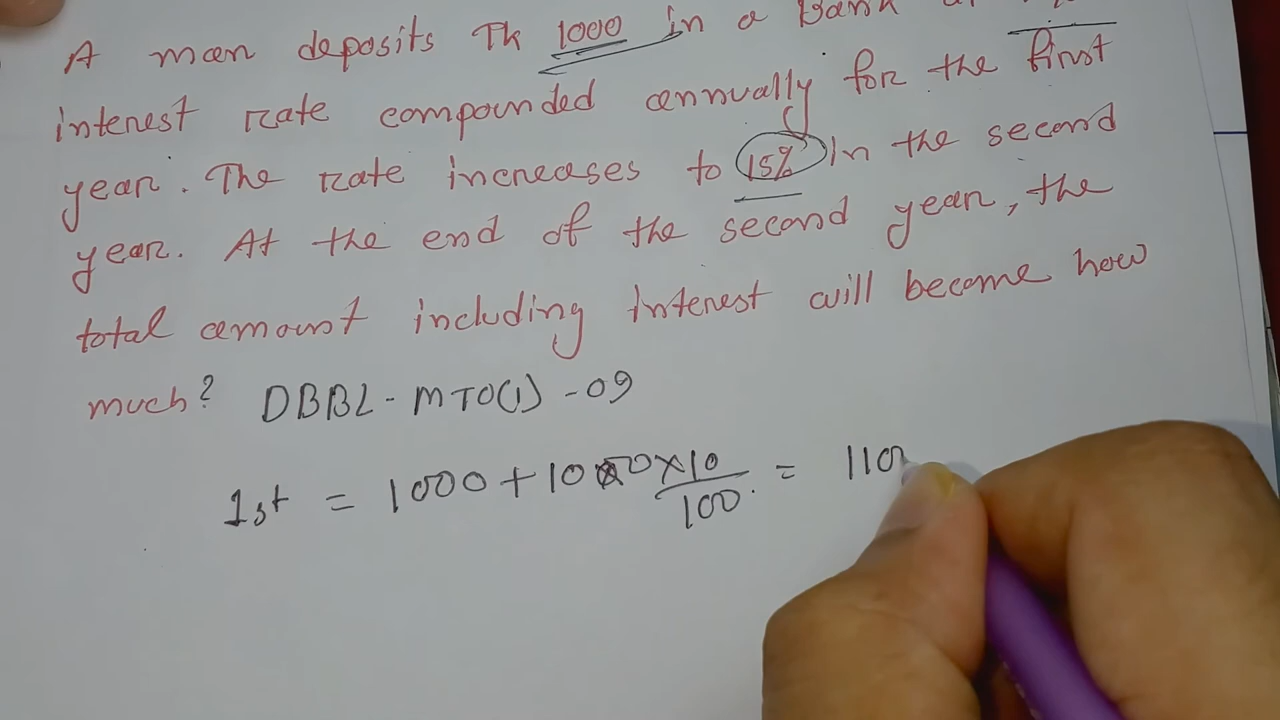 A man deposits Tk 1000 in a Bank
interest rate compounded annually for the first
year. The rate increases to 15% in the second
year. At the end of the second year, the
total amount including interest will become how
much? DBBL - MTO(1) - 09
1st = 1000 + 1000 × 10 / 100 = 110